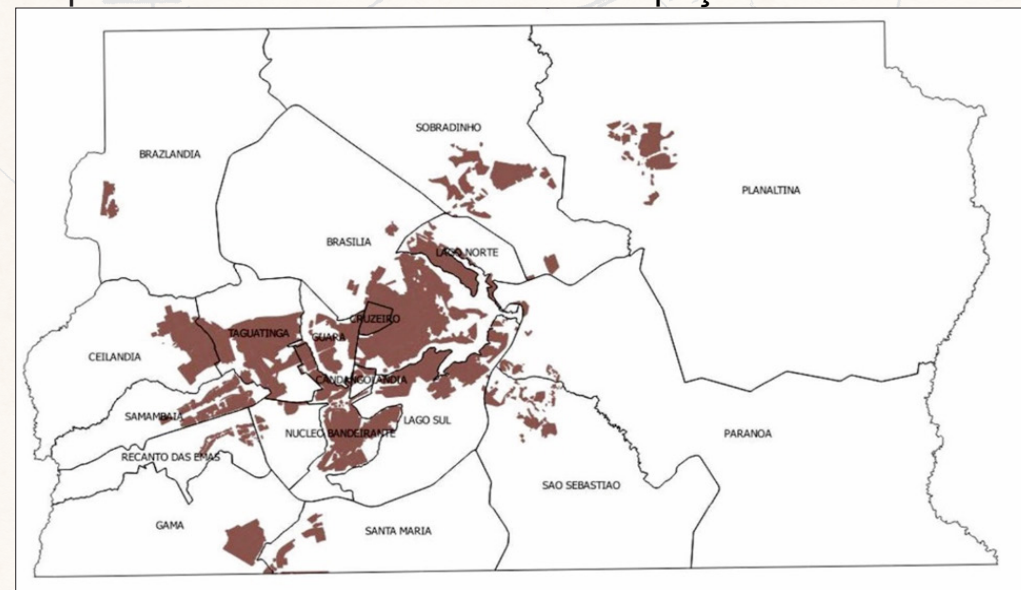 SOBRADINHO
BRAZLANDIA
PLANALTINA
BRASILIA
LAGO NORTE
CRUZEIRO
TAGUATINGA
GUARA
CEILANDIA
CANDANGOLANDIA
SAMAMBAIA
LAGO SUL
NUCLEO BANDEIRANTE
PARANOA
RECANTO DAS EMAS
SAO SEBASTIAO
GAMA
SANTA MARIA